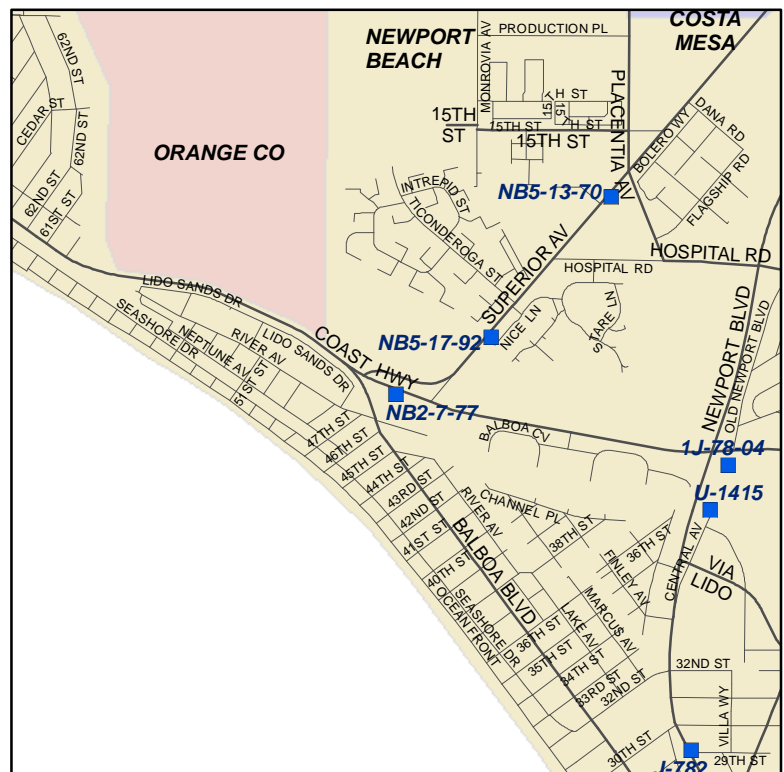 COSTA
MESA
NEWPORT
BEACH
ORANGE CO
PRODUCTION PL
MONROVIA AV
PLACENTIA AV
15TH ST
15TH ST
15TH
ST
15TH ST
15TH ST
BOLERO WY
DANA RD
FLAGSHIP RD
62ND ST
CEDAR ST
62ND ST
62ND ST
61ST ST
INTREPID ST
TICONDEROGA ST
NB5-13-70
SUPERIOR AV
HOSPITAL RD
HOSPITAL RD
LIDO SANDS DR
SEASHORE DR
NEPTUNE AV
RIVER AV
LIDO SANDS DR
51ST ST
COAST HWY
NB5-17-92
NICE LN
STARE LN
NEWPORT BLVD
OLD NEWPORT BLVD
NB2-7-77
BALBOA CV
1J-78-04
U-1415
47TH ST
46TH ST
45TH ST
44TH ST
43RD ST
42ND ST
41ST ST
40TH ST
RIVER AV
CHANNEL PL
38TH ST
36TH ST
FINLEY AV
CENTRAL AV
VIA
LIDO
BALBOA BLVD
SEASHORE DR
OCEAN FRONT
36TH ST
35TH ST
34TH ST
33RD ST
32ND ST
LAKE AV
MARCUS AV
32ND ST
VILLA WY
30TH ST
29TH ST
J-782